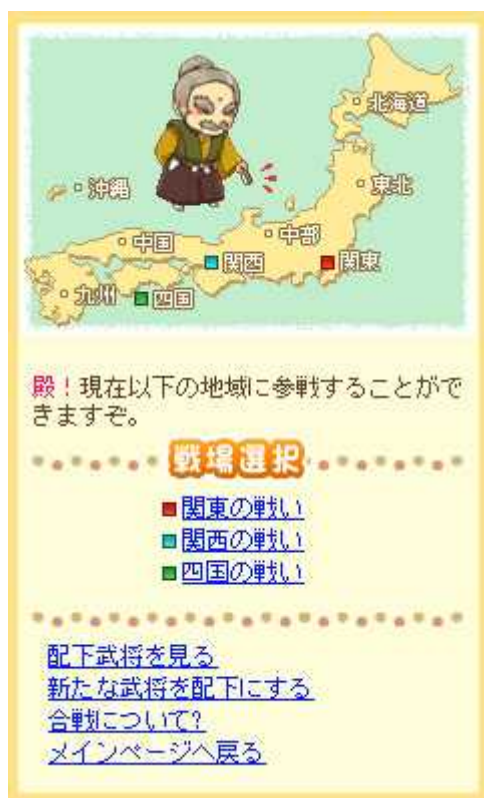 北海道
東北
沖縄
中部
中国
関西
関東
九州
四国
殿！現在以下の地域に参戦することがで
きますぞ。
戦場選択
関東の戦い
関西の戦い
四国の戦い
配下武将を見る
新たな武将を配下にする
合戦について?
メインページへ戻る